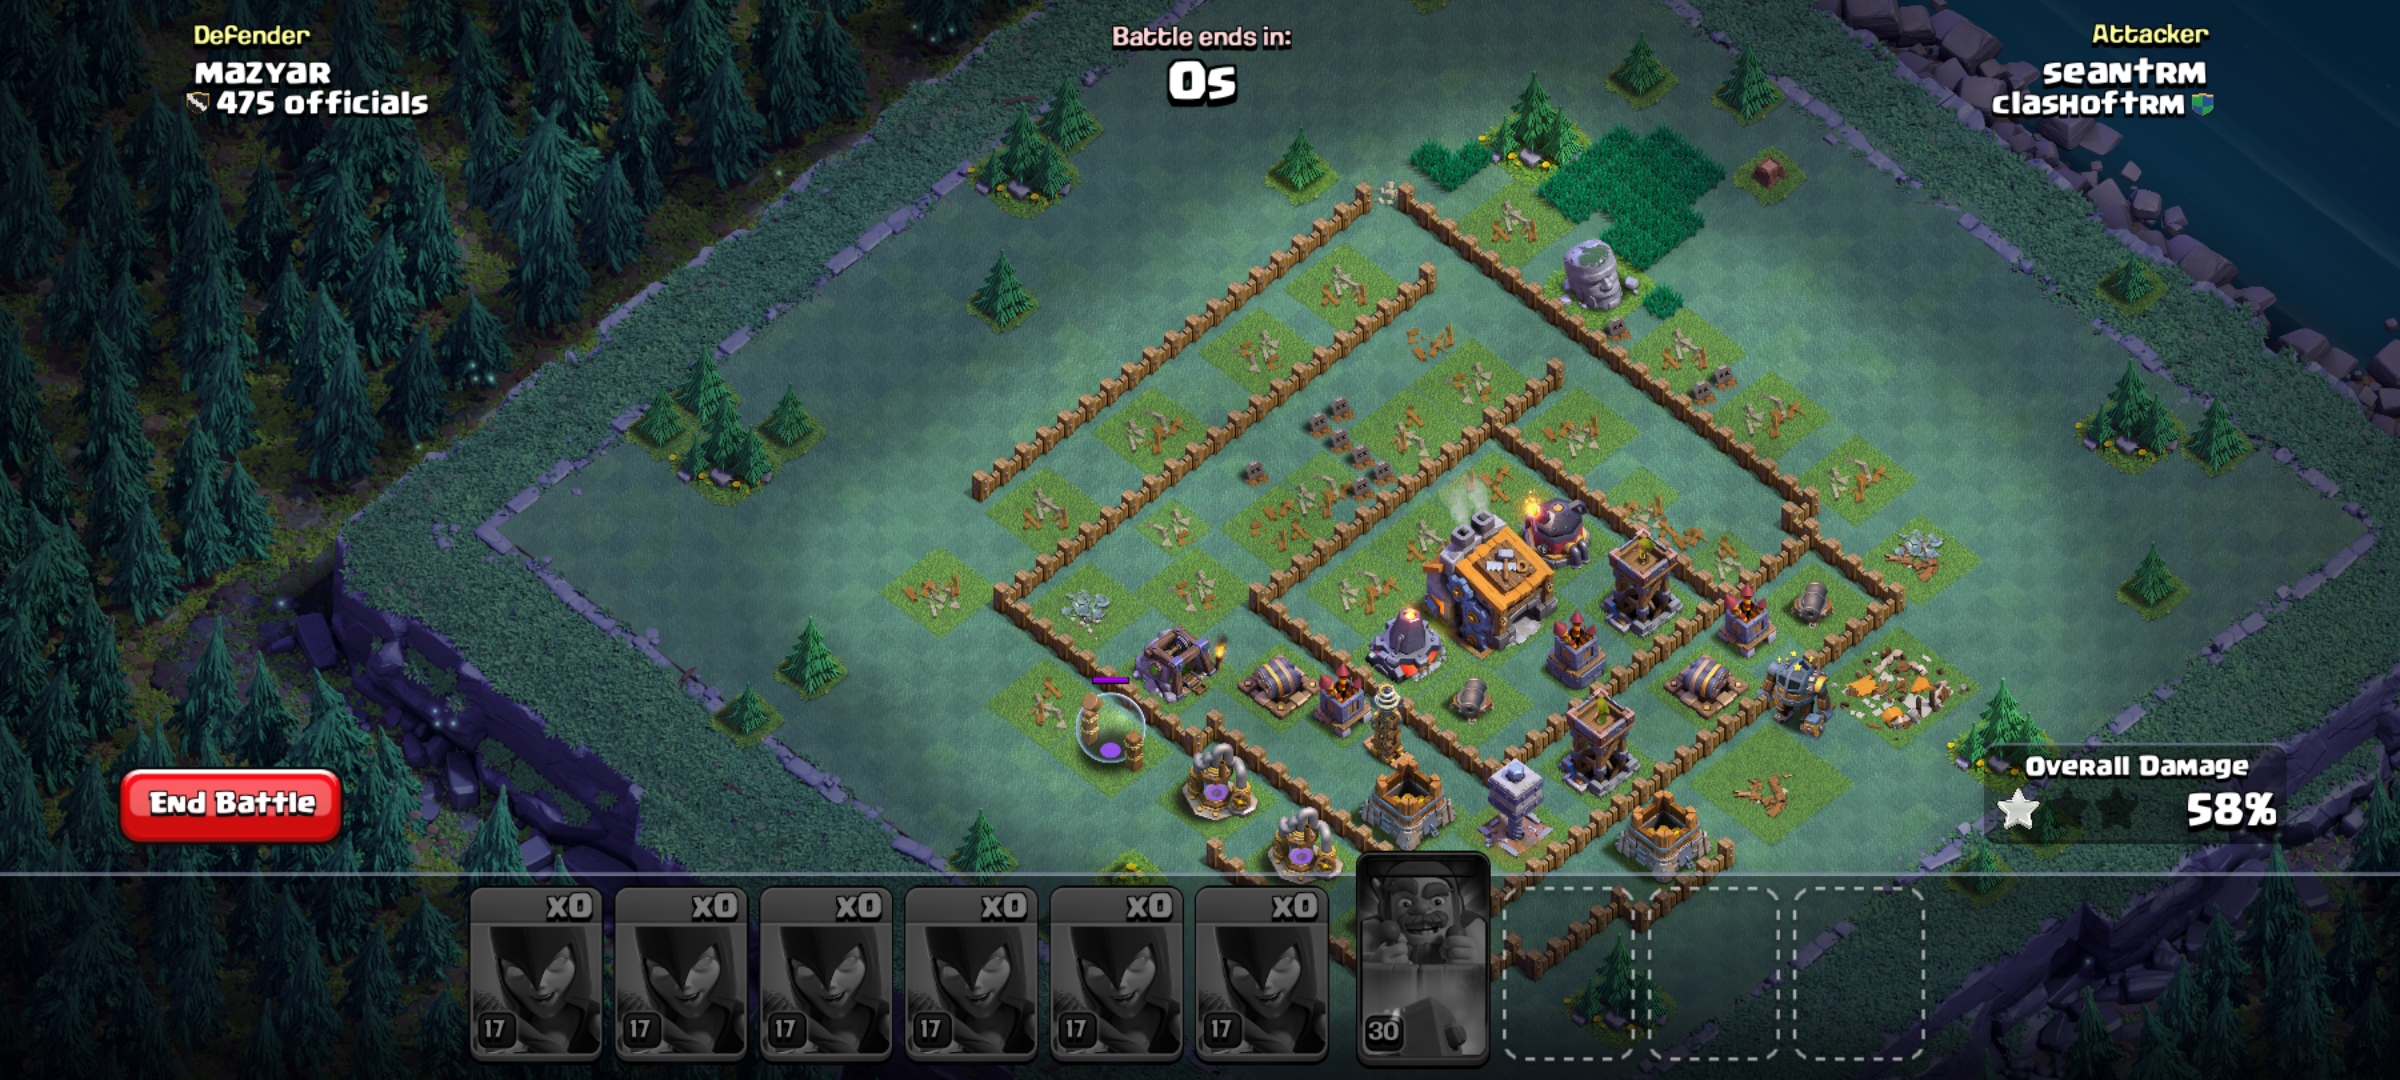 Defender
mazyar
475 officials
Battle ends in:
0s
Attacker
seantRM
clashoftRM
End Battle
Overall Damage
58%
x0 x0 x0 x0 x0 x0
17 17 17 17 17 17 30